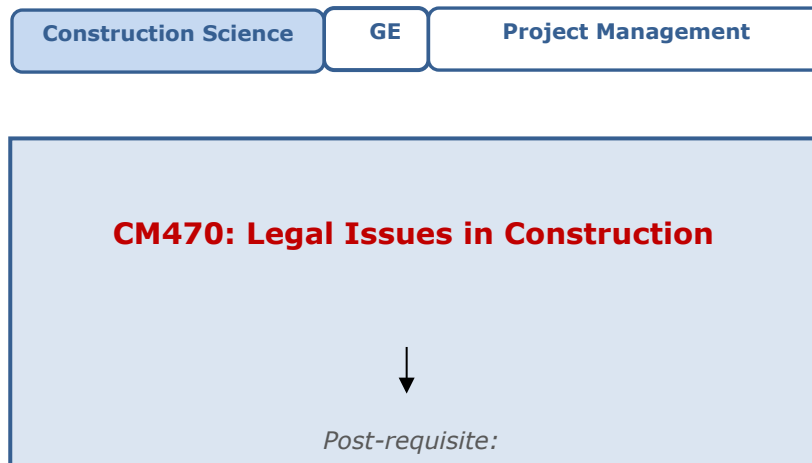 Construction Science GE Project Management
CM470: Legal Issues in Construction
Post-requisite: